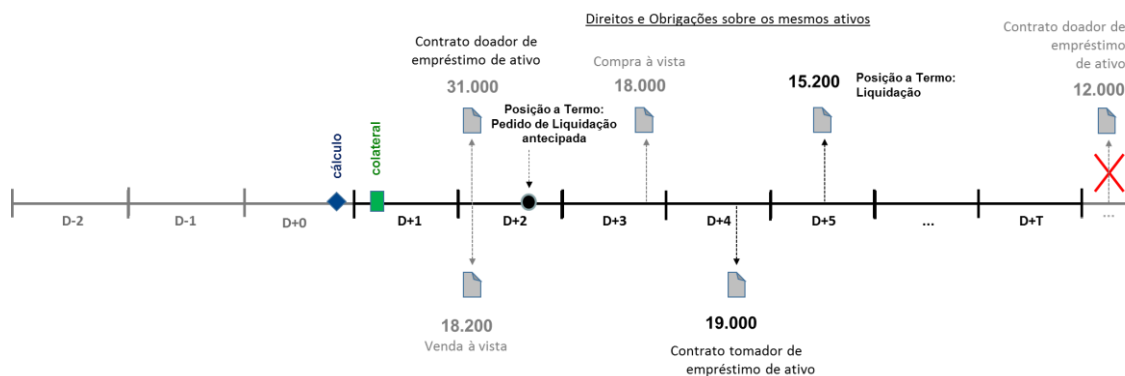 Direitos e Obrigações sobre os mesmos ativos
Contrato doador de
empréstimo de ativo
31.000
Posição a Termo:
Pedido de Liquidação
antecipada
Compra à vista
18.000
15.200
Posição a Termo:
Liquidação
Contrato doador de
empréstimo
de ativo
12.000
cálculo
colateral
D-2
D-1
D+0
D+1
D+2
D+3
D+4
D+5
...
D+T
...
18.200
Venda à vista
19.000
Contrato tomador de
empréstimo de ativo